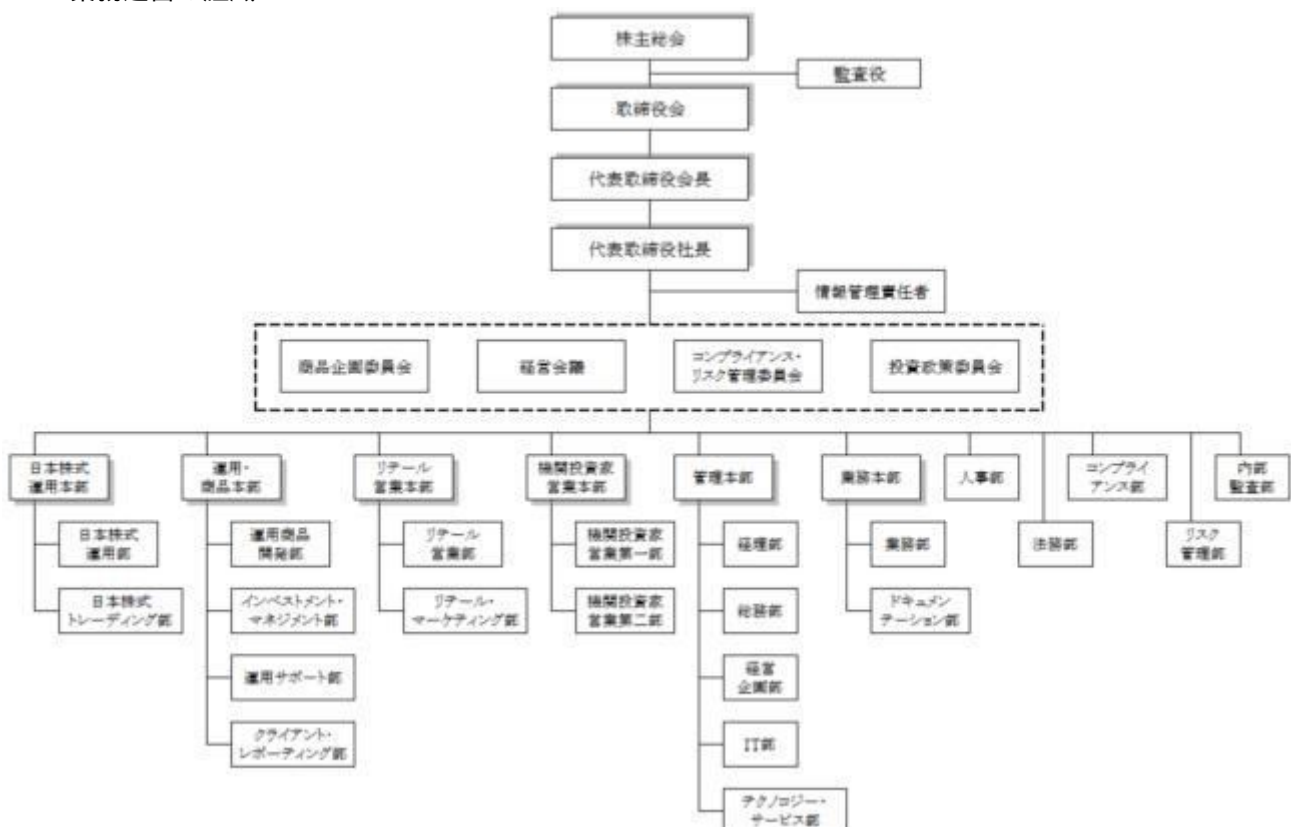 株主総会
監査役
取締役会
代表取締役会長
代表取締役社長
情報管理責任者
商品企画委員会
経営会議
コンプライアンス・
リスク管理委員会
投資政策委員会
日本株式
運用本部
運用・
商品本部
リテール
営業本部
機関投資家
営業本部
管理本部
業務本部
人事部
コンプライ
アンス部
内部
監査部
日本株式
運用部
運用商品
開発部
リテール
営業部
機関投資家
営業第一部
経理部
業務部
法務部
リスク
管理部
日本株式
トレーディング部
インベストメント・
マネジメント部
リテール・
マーケティング部
機関投資家
営業第二部
総務部
ドキュメン
テーション部
運用サポート部
経営
企画部
クライアント・
レポーティング部
IT部
テクノロジー・
サービス部